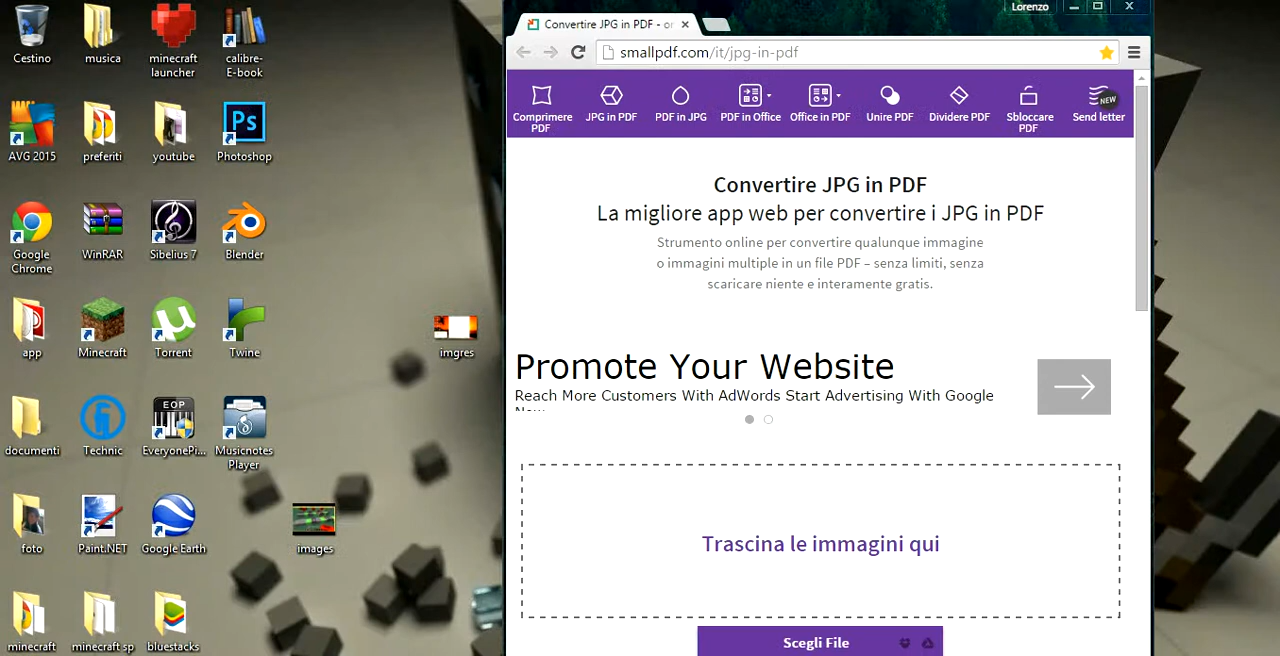 Cestino
musica
minecraft
launcher
calibre-
E-book
AVG 2015
preferiti
youtube
Ps
Photoshop
Google
Chrome
WinRAR
Sibelius 7
Blender
app
Minecraft
Torrent
Twine
imgres
documenti
Technic
EOP
EveryonePi...
Musicnotes
Player
foto
Paint.NET
Google Earth
images
minecraft
minecraft sp
bluestacks
Lorenzo
Convertire JPG in PDF - or
smallpdf.com/it/jpg-in-pdf
Comprimere
PDF
JPG in PDF
PDF in JPG
PDF in Office
Office in PDF
Unire PDF
Dividere PDF
Sbloccare
PDF
NEW
Send letter
Convertire JPG in PDF
La migliore app web per convertire i JPG in PDF
Strumento online per convertire qualunque immagine
o immagini multiple in un file PDF – senza limiti, senza
scaricare niente e interamente gratis.
Promote Your Website
Reach More Customers With AdWords Start Advertising With Google
Trascina le immagini qui
Scegli File